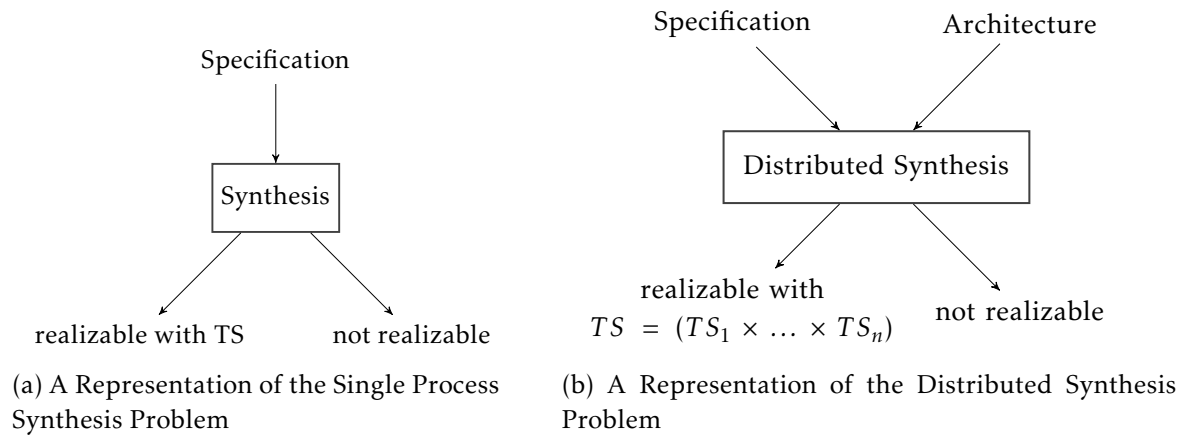 Specification
Synthesis
realizable with TS
not realizable
(a) A Representation of the Single Process
Synthesis Problem
Specification
Architecture
Distributed Synthesis
realizable with
TS = (TS₁ × … × TSₙ)
not realizable
(b) A Representation of the Distributed Synthesis
Problem